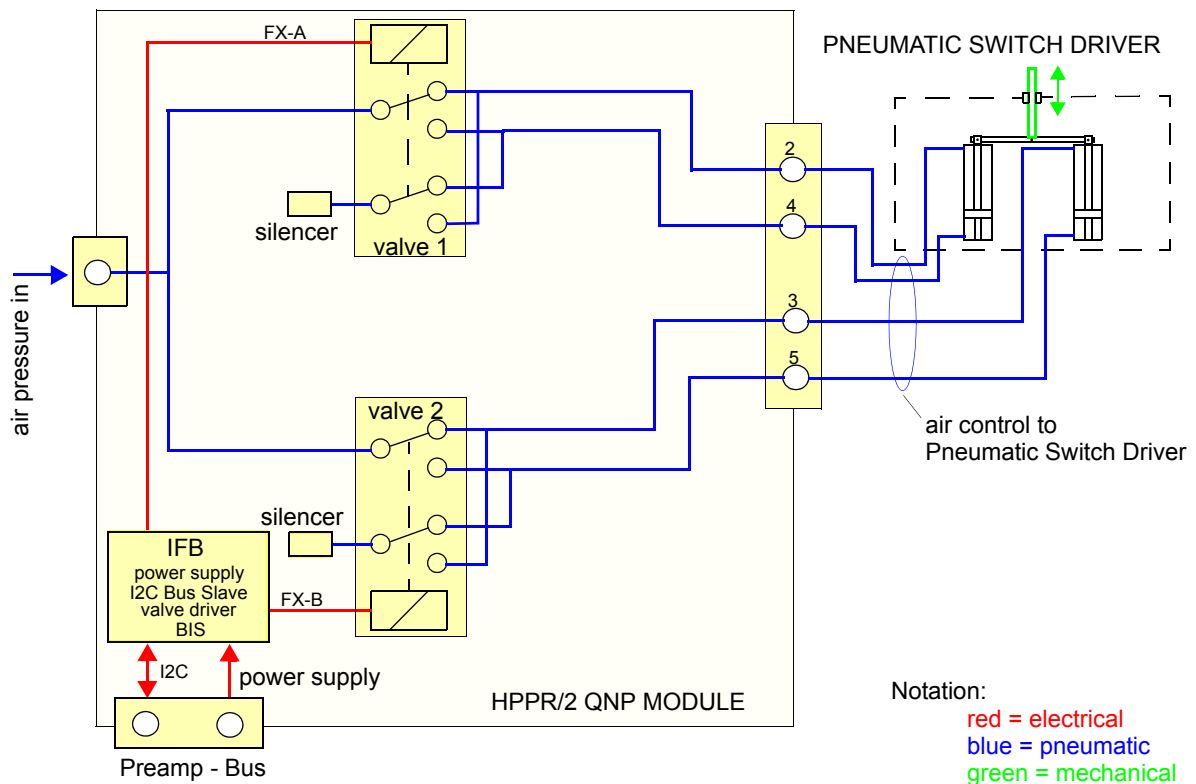 FX-A
PNEUMATIC SWITCH DRIVER
2
silencer
4
valve 1
air pressure in
3
5
valve 2
air control to
Pneumatic Switch Driver
silencer
IFB
power supply
I2C Bus Slave
valve driver
BIS
FX-B
I2C
power supply
HPPR/2 QNP MODULE
Preamp - Bus
Notation:
red = electrical
blue = pneumatic
green = mechanical